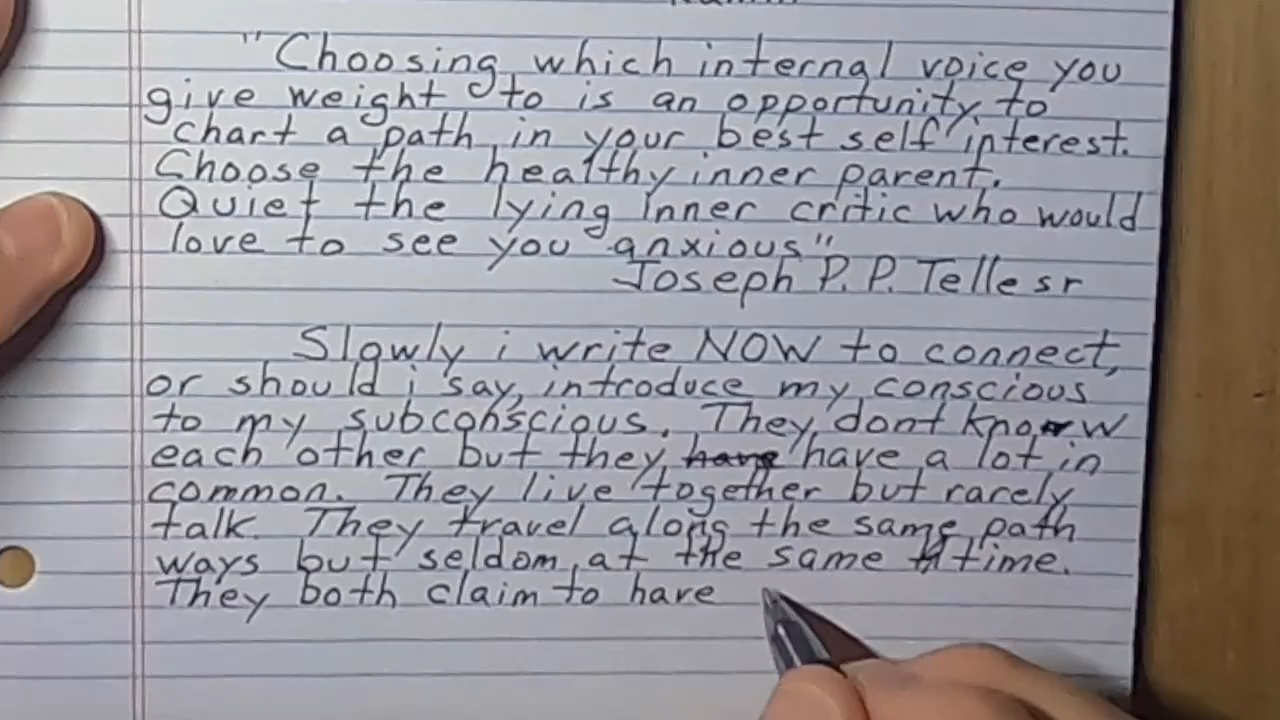 "Choosing which internal voice you
give weight to is an opportunity to
chart a path in your best self interest.
Choose the healthy inner parent.
Quiet the lying inner critic who would
love to see you anxious"
Joseph P. P. Telle sr
Slowly i write NOW to connect,
or should i say, introduce my conscious
to my subconscious. They dont know
each other but they have have a lot in
common. They live together but rarely
talk. They travel along the same path
ways but seldom at the same time.
They both claim to have